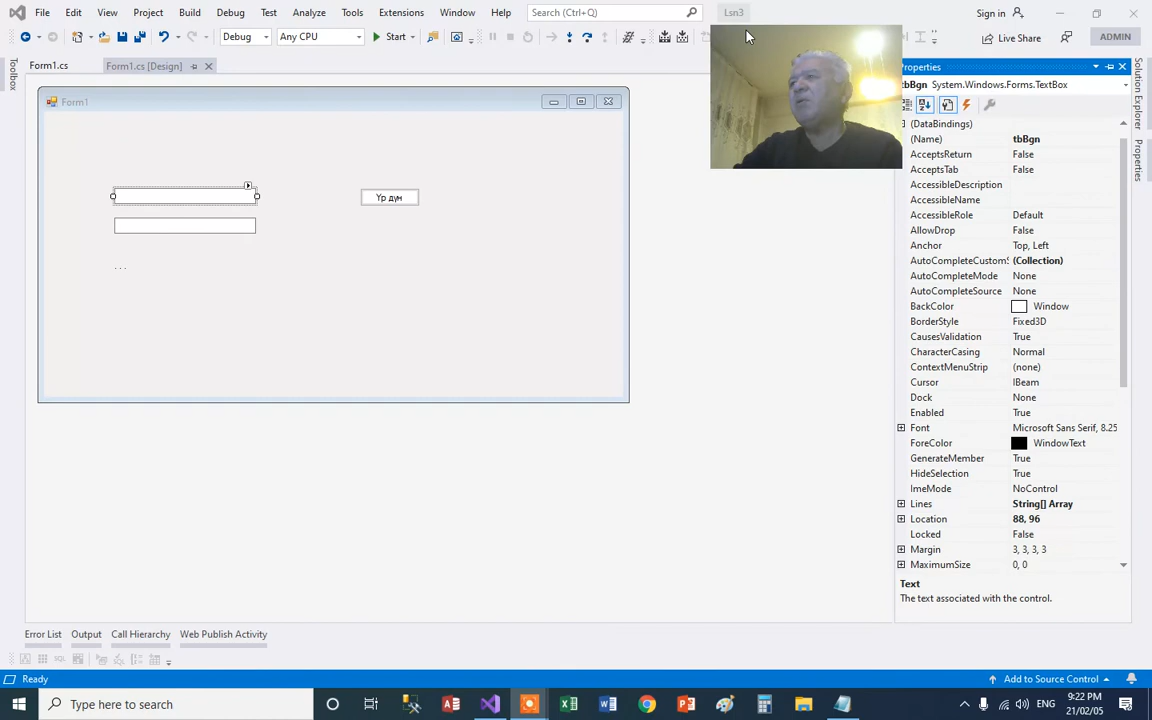 File Edit View Project Build Debug Test Analyze Tools Extensions Window Help Search (Ctrl+Q) Lsn3 Sign in
Debug Any CPU Start Live Share ADMIN
Toolbox
Form1.cs Form1.cs [Design]
Form1
Үр дүн
. . .
Properties
tbBgn System.Windows.Forms.TextBox
(DataBindings)
(Name) tbBgn
AcceptsReturn False
AcceptsTab False
AccessibleDescription
AccessibleName
AccessibleRole Default
AllowDrop False
Anchor Top, Left
AutoCompleteCustomS (Collection)
AutoCompleteMode None
AutoCompleteSource None
BackColor Window
BorderStyle Fixed3D
CausesValidation True
CharacterCasing Normal
ContextMenuStrip (none)
Cursor IBeam
Dock None
Enabled True
Font Microsoft Sans Serif, 8.25
ForeColor WindowText
GenerateMember True
HideSelection True
ImeMode NoControl
Lines String[] Array
Location 88, 96
Locked False
Margin 3, 3, 3, 3
MaximumSize 0, 0
Text
The text associated with the control.
Solution Explorer
Properties
Error List Output Call Hierarchy Web Publish Activity
Ready Add to Source Control
Type here to search
ENG
9:22 PM
21/02/05